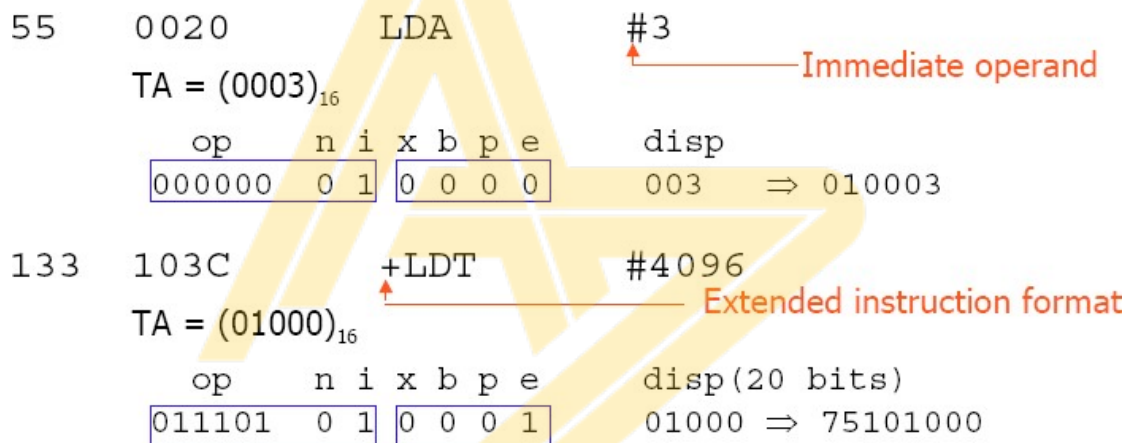 55 0020 LDA #3
Immediate operand
TA = (0003)16
op n i x b p e disp
000000 0 1 0 0 0 0 003 ⇒ 010003
133 103C +LDT #4096
Extended instruction format
TA = (01000)16
op n i x b p e disp(20 bits)
011101 0 1 0 0 0 1 01000 ⇒ 75101000